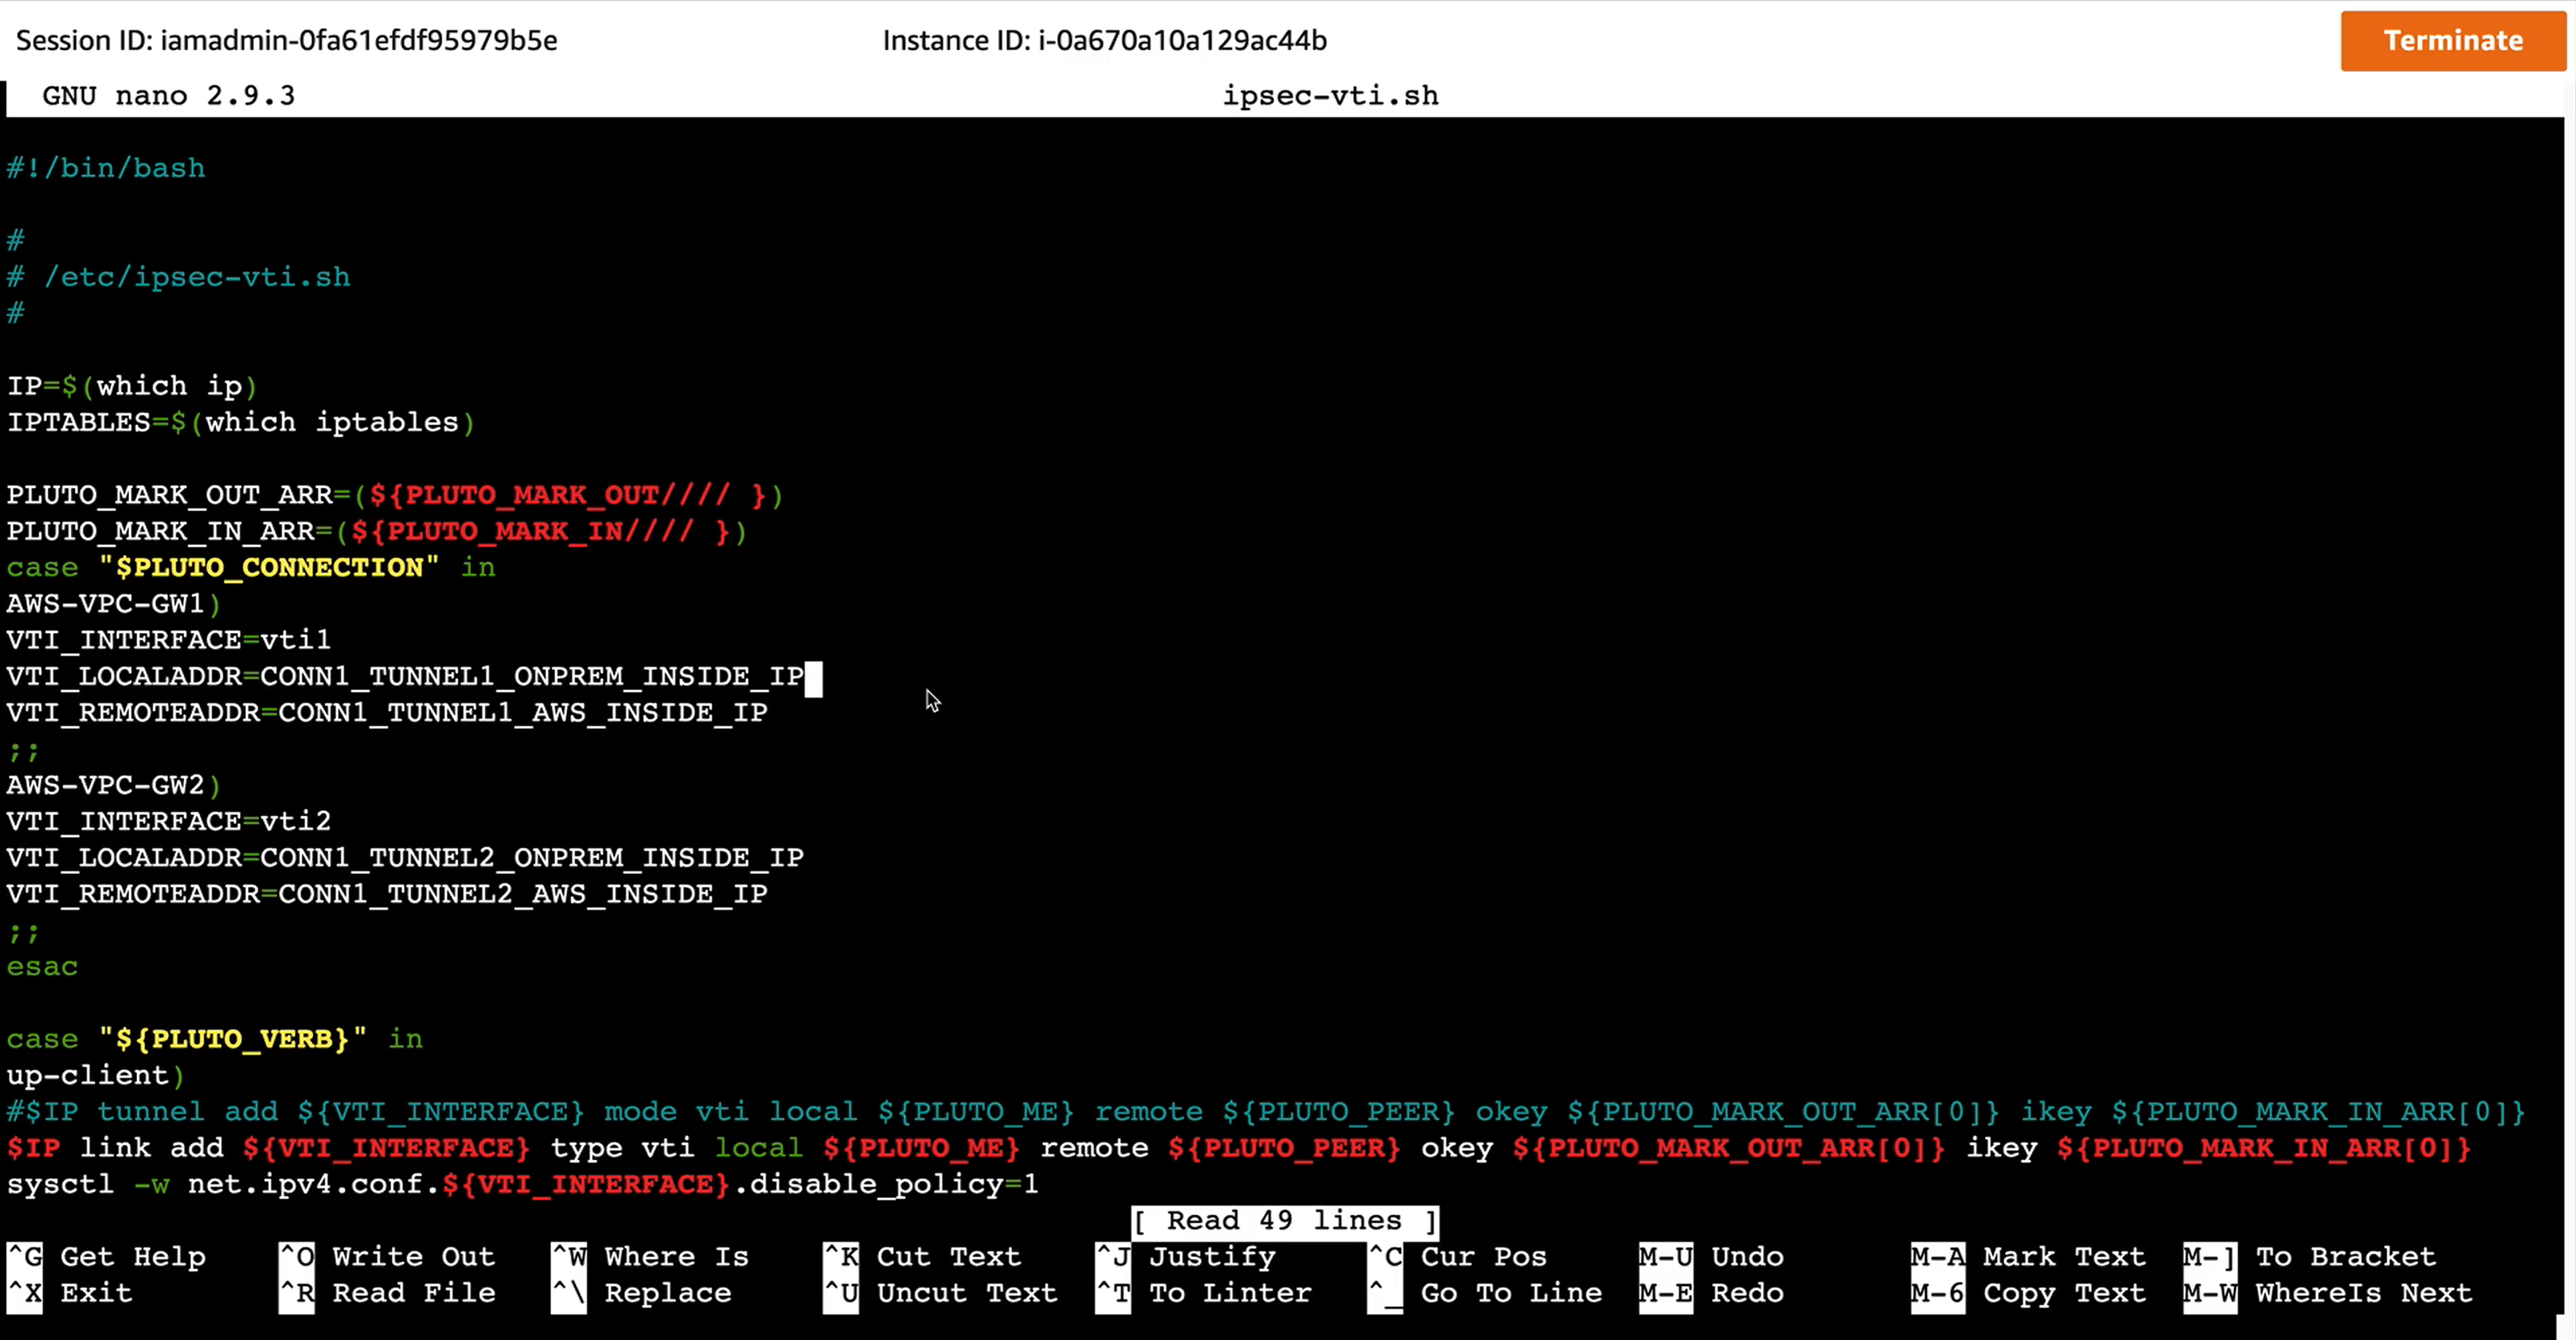 Session ID: iamadmin-0fa61efdf95979b5e Instance ID: i-0a670a10a129ac44b Terminate
GNU nano 2.9.3 ipsec-vti.sh
#!/bin/bash
#
# /etc/ipsec-vti.sh
#
IP=$(which ip)
IPTABLES=$(which iptables)
PLUTO_MARK_OUT_ARR=(${PLUTO_MARK_OUT//// })
PLUTO_MARK_IN_ARR=(${PLUTO_MARK_IN//// })
case "$PLUTO_CONNECTION" in
AWS-VPC-GW1)
VTI_INTERFACE=vti1
VTI_LOCALADDR=CONN1_TUNNEL1_ONPREM_INSIDE_IP
VTI_REMOTEADDR=CONN1_TUNNEL1_AWS_INSIDE_IP
;;
AWS-VPC-GW2)
VTI_INTERFACE=vti2
VTI_LOCALADDR=CONN1_TUNNEL2_ONPREM_INSIDE_IP
VTI_REMOTEADDR=CONN1_TUNNEL2_AWS_INSIDE_IP
;;
esac
case "${PLUTO_VERB}" in
up-client)
#$IP tunnel add ${VTI_INTERFACE} mode vti local ${PLUTO_ME} remote ${PLUTO_PEER} okey ${PLUTO_MARK_OUT_ARR[0]} ikey ${PLUTO_MARK_IN_ARR[0]}
$IP link add ${VTI_INTERFACE} type vti local ${PLUTO_ME} remote ${PLUTO_PEER} okey ${PLUTO_MARK_OUT_ARR[0]} ikey ${PLUTO_MARK_IN_ARR[0]}
sysctl -w net.ipv4.conf.${VTI_INTERFACE}.disable_policy=1
[ Read 49 lines ]
^G Get Help ^O Write Out ^W Where Is ^K Cut Text ^J Justify ^C Cur Pos M-U Undo M-A Mark Text M-] To Bracket
^X Exit ^R Read File ^\ Replace ^U Uncut Text ^T To Linter ^_ Go To Line M-E Redo M-6 Copy Text M-W WhereIs Next